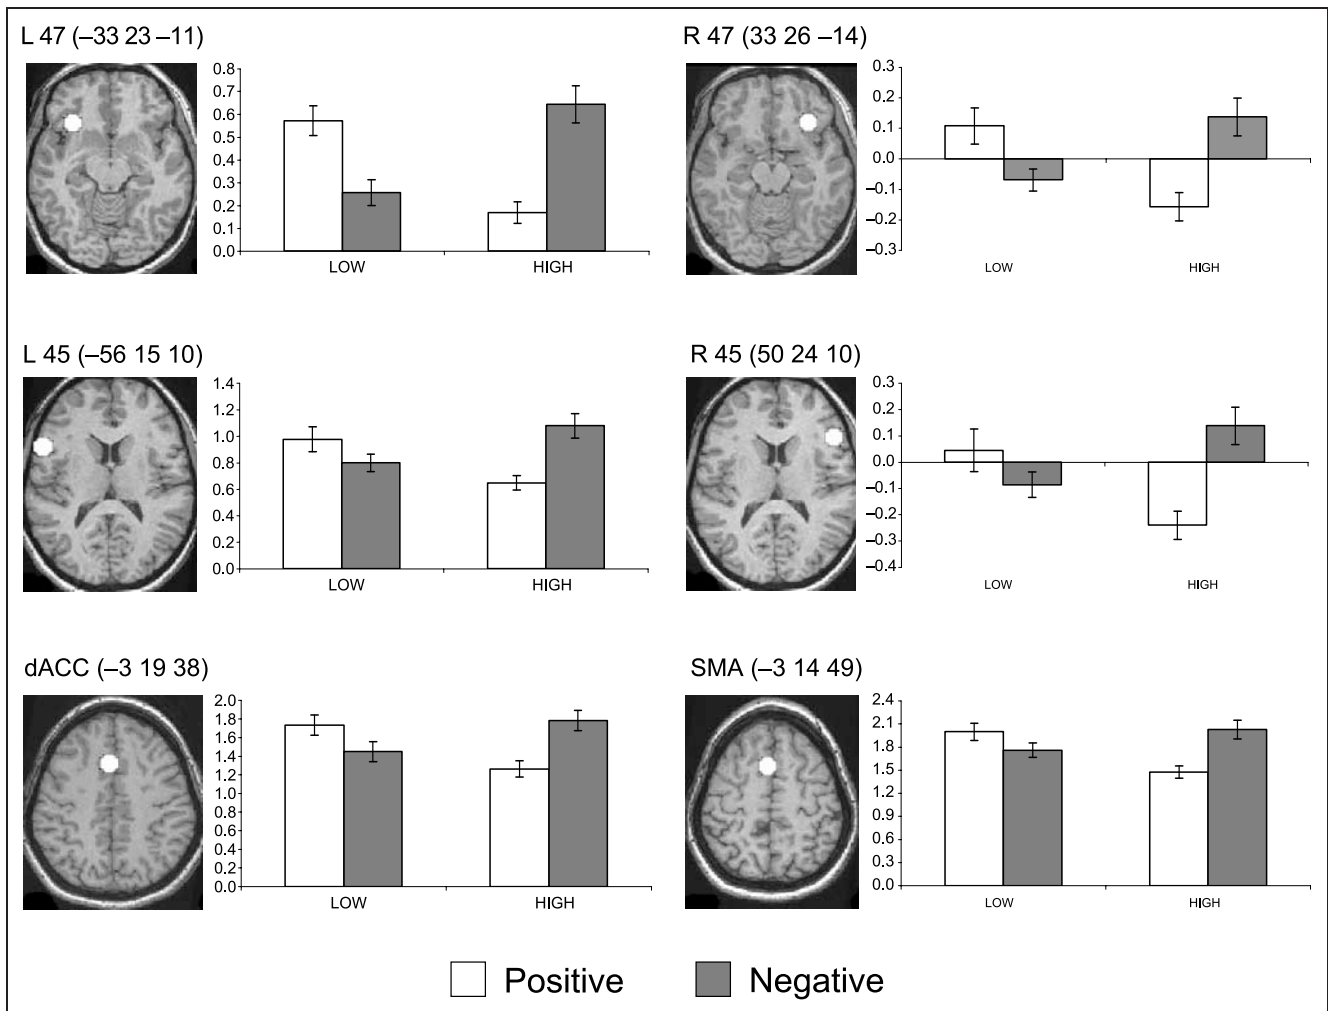 L 47 (–33 23 –11)
0.8
0.7
0.6
0.5
0.4
0.3
0.2
0.1
0.0
LOW
HIGH
R 47 (33 26 –14)
0.3
0.2
0.1
0.0
–0.1
–0.2
–0.3
LOW
HIGH
L 45 (–56 15 10)
1.4
1.2
1.0
0.8
0.6
0.4
0.2
0.0
LOW
HIGH
R 45 (50 24 10)
0.3
0.2
0.1
0.0
–0.1
–0.2
–0.3
–0.4
LOW
HIGH
dACC (–3 19 38)
2.0
1.8
1.6
1.4
1.2
1.0
0.8
0.6
0.4
0.2
0.0
LOW
HIGH
SMA (–3 14 49)
2.4
2.1
1.8
1.5
1.2
0.9
0.6
0.3
0.0
LOW
HIGH
Positive
Negative